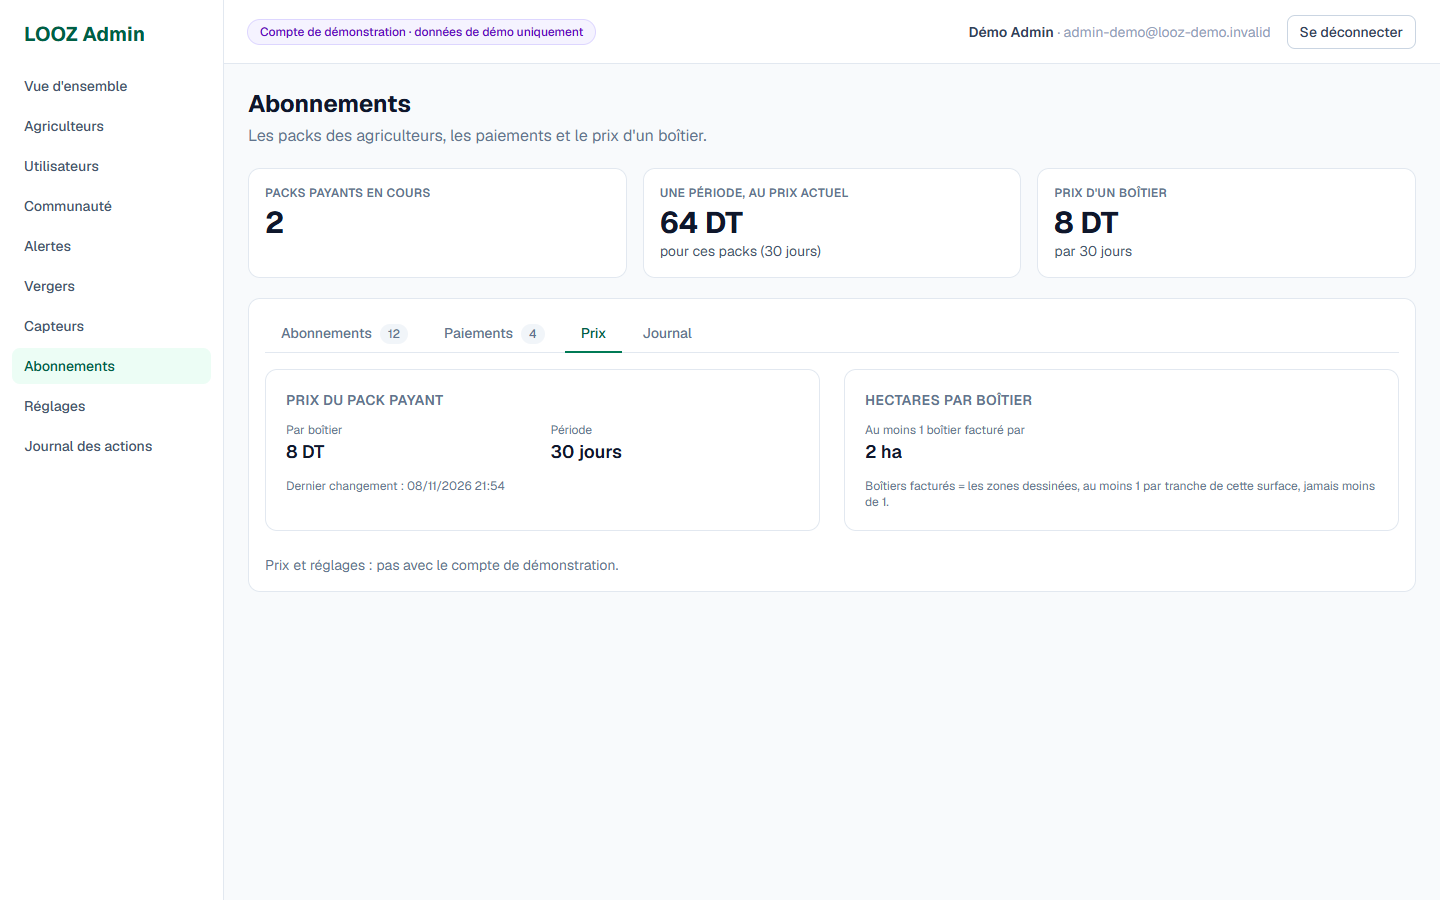 LOOZ Admin
Compte de démonstration · données de démo uniquement
Démo Admin · admin-demo@looz-demo.invalid
Se déconnecter
Vue d'ensemble
Agriculteurs
Utilisateurs
Communauté
Alertes
Vergers
Capteurs
Abonnements
Réglages
Journal des actions
Abonnements
Les packs des agriculteurs, les paiements et le prix d'un boîtier.
PACKS PAYANTS EN COURS
2
UNE PÉRIODE, AU PRIX ACTUEL
64 DT
pour ces packs (30 jours)
PRIX D'UN BOÎTIER
8 DT
par 30 jours
Abonnements 12
Paiements 4
Prix
Journal
PRIX DU PACK PAYANT
Par boîtier
8 DT
Période
30 jours
Dernier changement : 08/11/2026 21:54
HECTARES PAR BOÎTIER
Au moins 1 boîtier facturé par
2 ha
Boîtiers facturés = les zones dessinées, au moins 1 par tranche de cette surface, jamais moins
de 1.
Prix et réglages : pas avec le compte de démonstration.